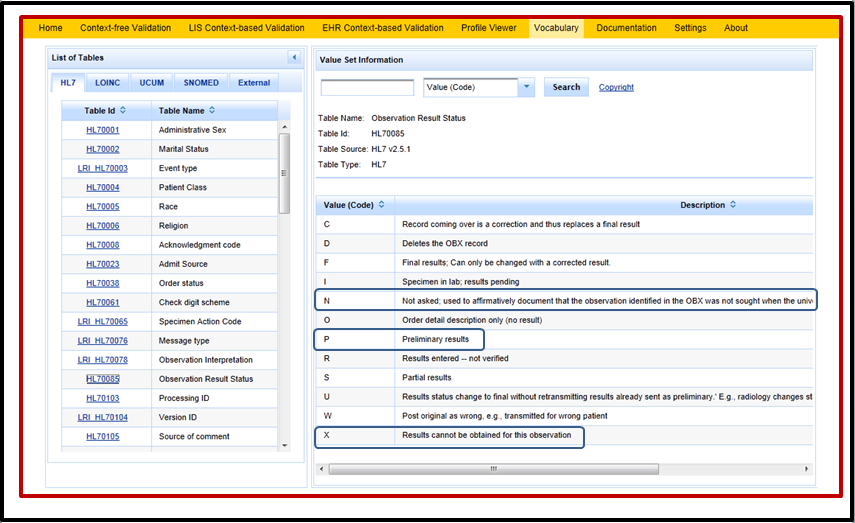 Home Context-free Validation LIS Context-based Validation EHR Context-based Validation Profile Viewer Vocabulary Documentation Settings About
List of Tables
HL7 LOINC UCUM SNOMED External
Table Id Table Name
HL70001 Administrative Sex
HL70002 Marital Status
LRI_HL70003 Event type
HL70004 Patient Class
HL70005 Race
HL70006 Religion
HL70008 Acknowledgment code
HL70023 Admit Source
HL70038 Order status
HL70061 Check digit scheme
LRI_HL70065 Specimen Action Code
LRI_HL70076 Message type
LRI_HL70078 Observation Interpretation
HL70085 Observation Result Status
HL70103 Processing ID
LRI_HL70104 Version ID
HL70105 Source of comment
Value Set Information
Value (Code) Search Copyright
Table Name: Observation Result Status
Table Id: HL70085
Table Source: HL7 v2.5.1
Table Type: HL7
Value (Code) Description
C Record coming over is a correction and thus replaces a final result
D Deletes the OBX record
F Final results; Can only be changed with a corrected result.
I Specimen in lab; results pending
N Not asked; used to affirmatively document that the observation identified in the OBX was not sought when the unive
O Order detail description only (no result)
P Preliminary results
R Results entered -- not verified
S Partial results
U Results status change to final without retransmitting results already sent as preliminary.' E.g., radiology changes st
W Post original as wrong, e.g., transmitted for wrong patient
X Results cannot be obtained for this observation